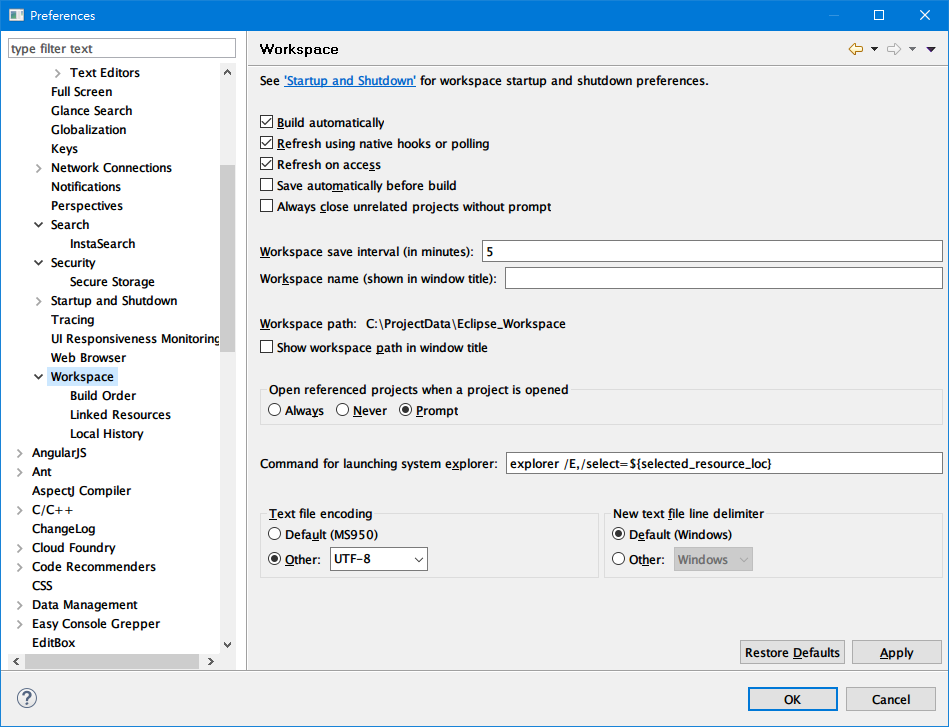 Preferences
type filter text
Text Editors
Full Screen
Glance Search
Globalization
Keys
Network Connections
Notifications
Perspectives
Search
InstaSearch
Security
Secure Storage
Startup and Shutdown
Tracing
UI Responsiveness Monitoring
Web Browser
Workspace
Build Order
Linked Resources
Local History
AngularJS
Ant
AspectJ Compiler
C/C++
ChangeLog
Cloud Foundry
Code Recommenders
CSS
Data Management
Easy Console Grepper
EditBox
Workspace
See 'Startup and Shutdown' for workspace startup and shutdown preferences.
Build automatically
Refresh using native hooks or polling
Refresh on access
Save automatically before build
Always close unrelated projects without prompt
Workspace save interval (in minutes): 5
Workspace name (shown in window title):
Workspace path: C:\ProjectData\Eclipse_Workspace
Show workspace path in window title
Open referenced projects when a project is opened
Always Never Prompt
Command for launching system explorer: explorer /E,/select=${selected_resource_loc}
Text file encoding
Default (MS950)
Other: UTF-8
New text file line delimiter
Default (Windows)
Other: Windows
Restore Defaults Apply
? OK Cancel